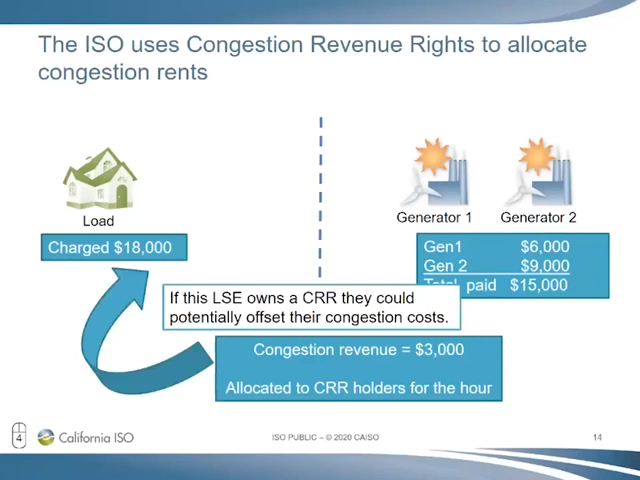 The ISO uses Congestion Revenue Rights to allocate
congestion rents
Load
Charged $18,000
Generator 1
Generator 2
Gen1 $6,000
Gen 2 $9,000
Total paid $15,000
If this LSE owns a CRR they could
potentially offset their congestion costs.
Congestion revenue = $3,000
Allocated to CRR holders for the hour
4
California ISO
ISO PUBLIC – © 2020 CAISO
14